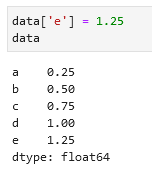 data['e'] = 1.25
data
a    0.25
b    0.50
c    0.75
d    1.00
e    1.25
dtype: float64